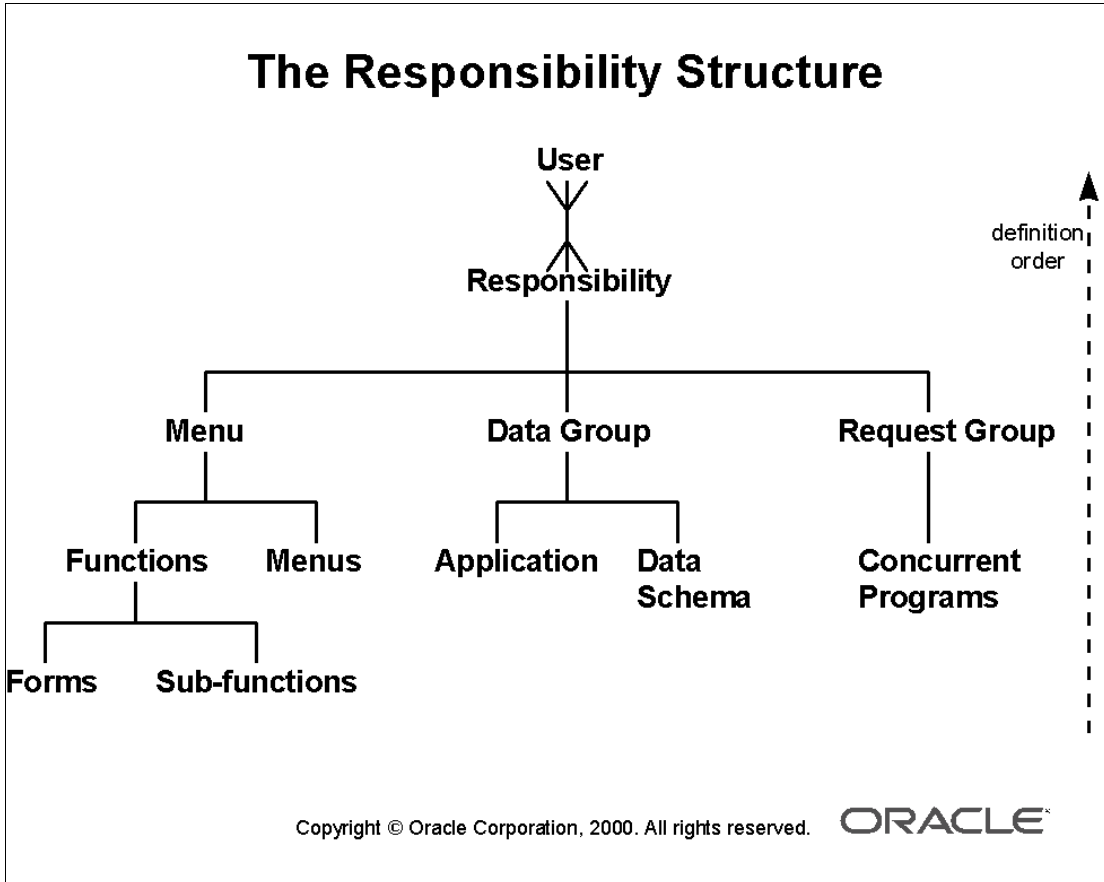 The Responsibility Structure
User
definition
order
Responsibility
Menu
Data Group
Request Group
Functions
Menus
Application
Data
Schema
Concurrent
Programs
Forms
Sub-functions
Copyright © Oracle Corporation, 2000. All rights reserved.
ORACLE